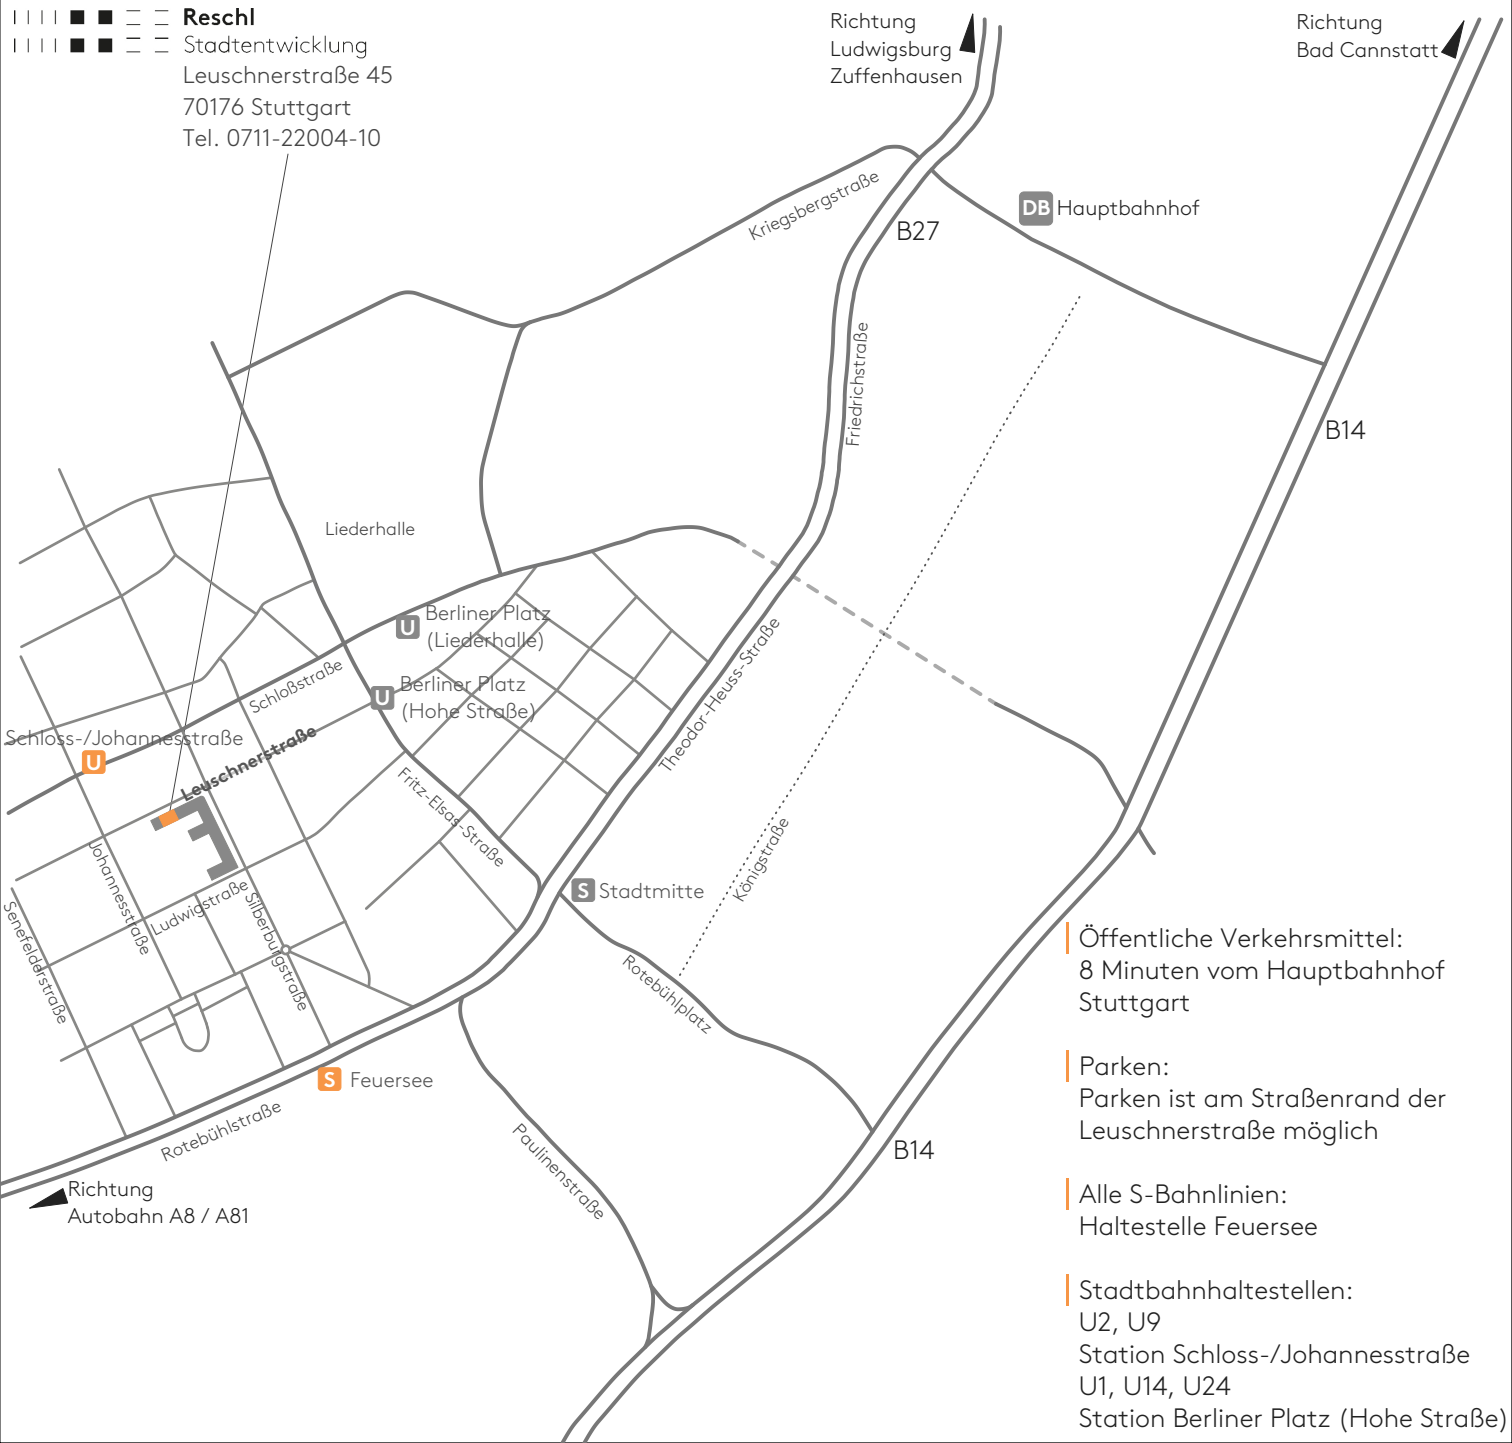 Reschl
Stadtentwicklung
Leuschnerstraße 45
70176 Stuttgart
Tel. 0711-22004-10
Richtung
Ludwigsburg
Zuffenhausen
Richtung
Bad Cannstatt
Kriegsbergstraße
B27
DB Hauptbahnhof
Friedrichstraße
B14
Liederhalle
U Berliner Platz
(Liederhalle)
U Berliner Platz
(Hohe Straße)
Schloßstraße
Schloss-/Johannesstraße
U
Leuschnerstraße
Theodor-Heuss-Straße
Fritz-Elsas-Straße
Königstraße
Johannesstraße
Ludwigstraße
Silberburgstraße
Senefelderstraße
S Stadtmitte
Rotebühlplatz
S Feuersee
Rotebühlstraße
Paulinenstraße
B14
Richtung
Autobahn A8 / A81
Öffentliche Verkehrsmittel:
8 Minuten vom Hauptbahnhof
Stuttgart
Parken:
Parken ist am Straßenrand der
Leuschnerstraße möglich
Alle S-Bahnlinien:
Haltestelle Feuersee
Stadtbahnhaltestellen:
U2, U9
Station Schloss-/Johannesstraße
U1, U14, U24
Station Berliner Platz (Hohe Straße)